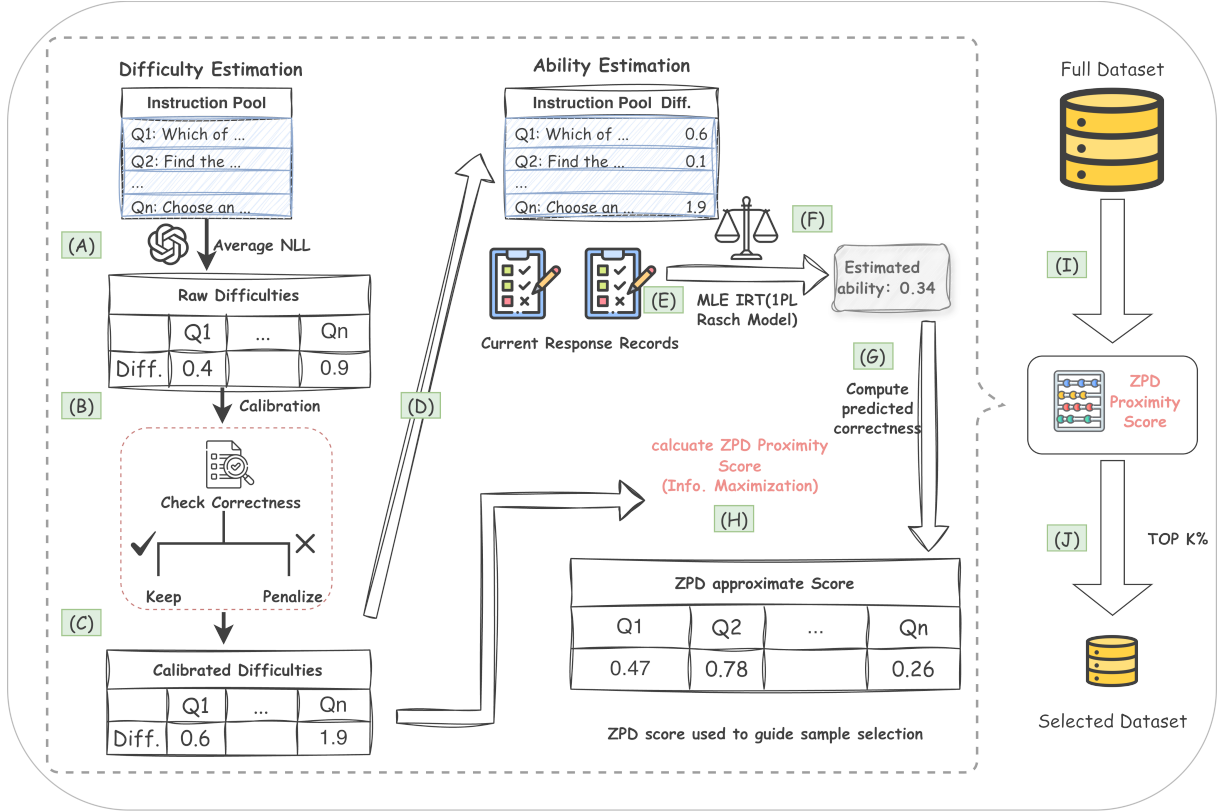 Difficulty Estimation
Instruction Pool
Q1: Which of ...
Q2: Find the ...
...
Qn: Choose an ...
(A)
Average NLL
Raw Difficulties
Q1 ... Qn
Diff. 0.4 0.9
(B)
Calibration
Check Correctness
Keep Penalize
(C)
Calibrated Difficulties
Q1 ... Qn
Diff. 0.6 1.9
(D)
Ability Estimation
Instruction Pool Diff.
Q1: Which of ... 0.6
Q2: Find the ... 0.1
...
Qn: Choose an ... 1.9
(F)
(E)
Current Response Records
MLE IRT(1PL
Rasch Model)
Estimated
ability: 0.34
(G)
Compute
predicted
correctness
calcuate ZPD Proximity
Score
(Info. Maximization)
(H)
ZPD approximate Score
Q1 Q2 ... Qn
0.47 0.78 0.26
ZPD score used to guide sample selection
Full Dataset
(I)
ZPD
Proximity
Score
(J)
TOP K%
Selected Dataset